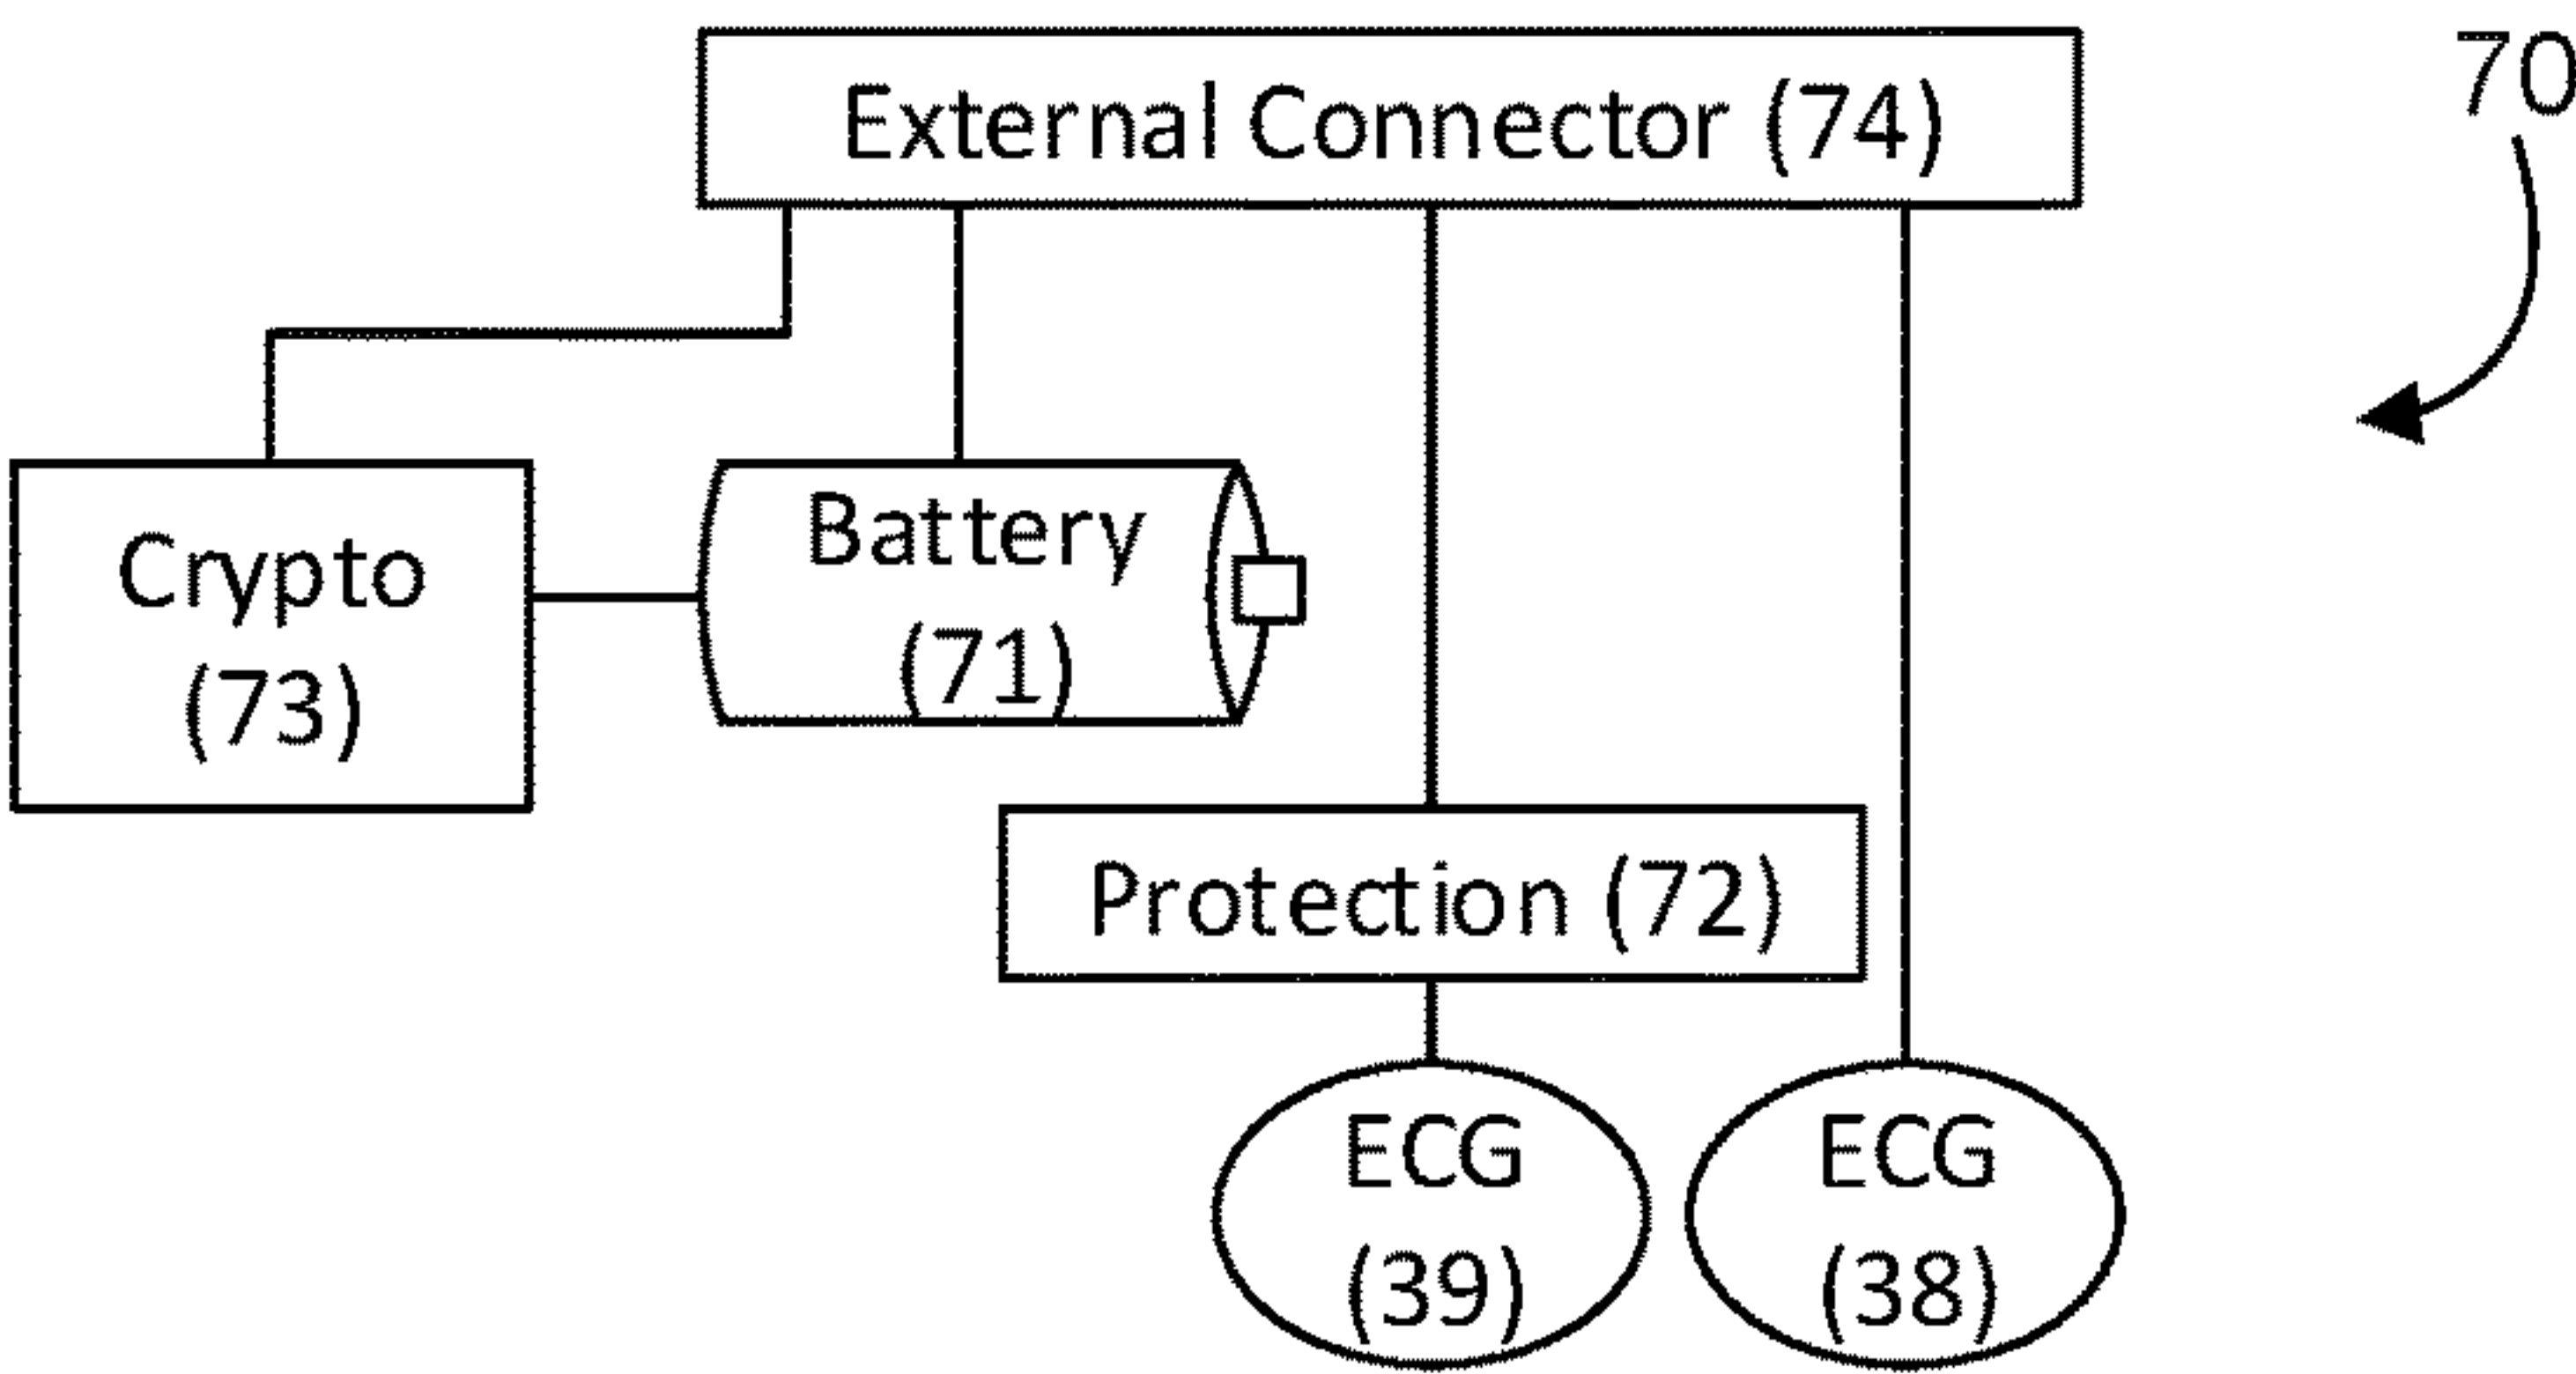 External Connector (74)
70
Crypto
(73)
Battery
(71)
Protection (72)
ECG
(39)
ECG
(38)